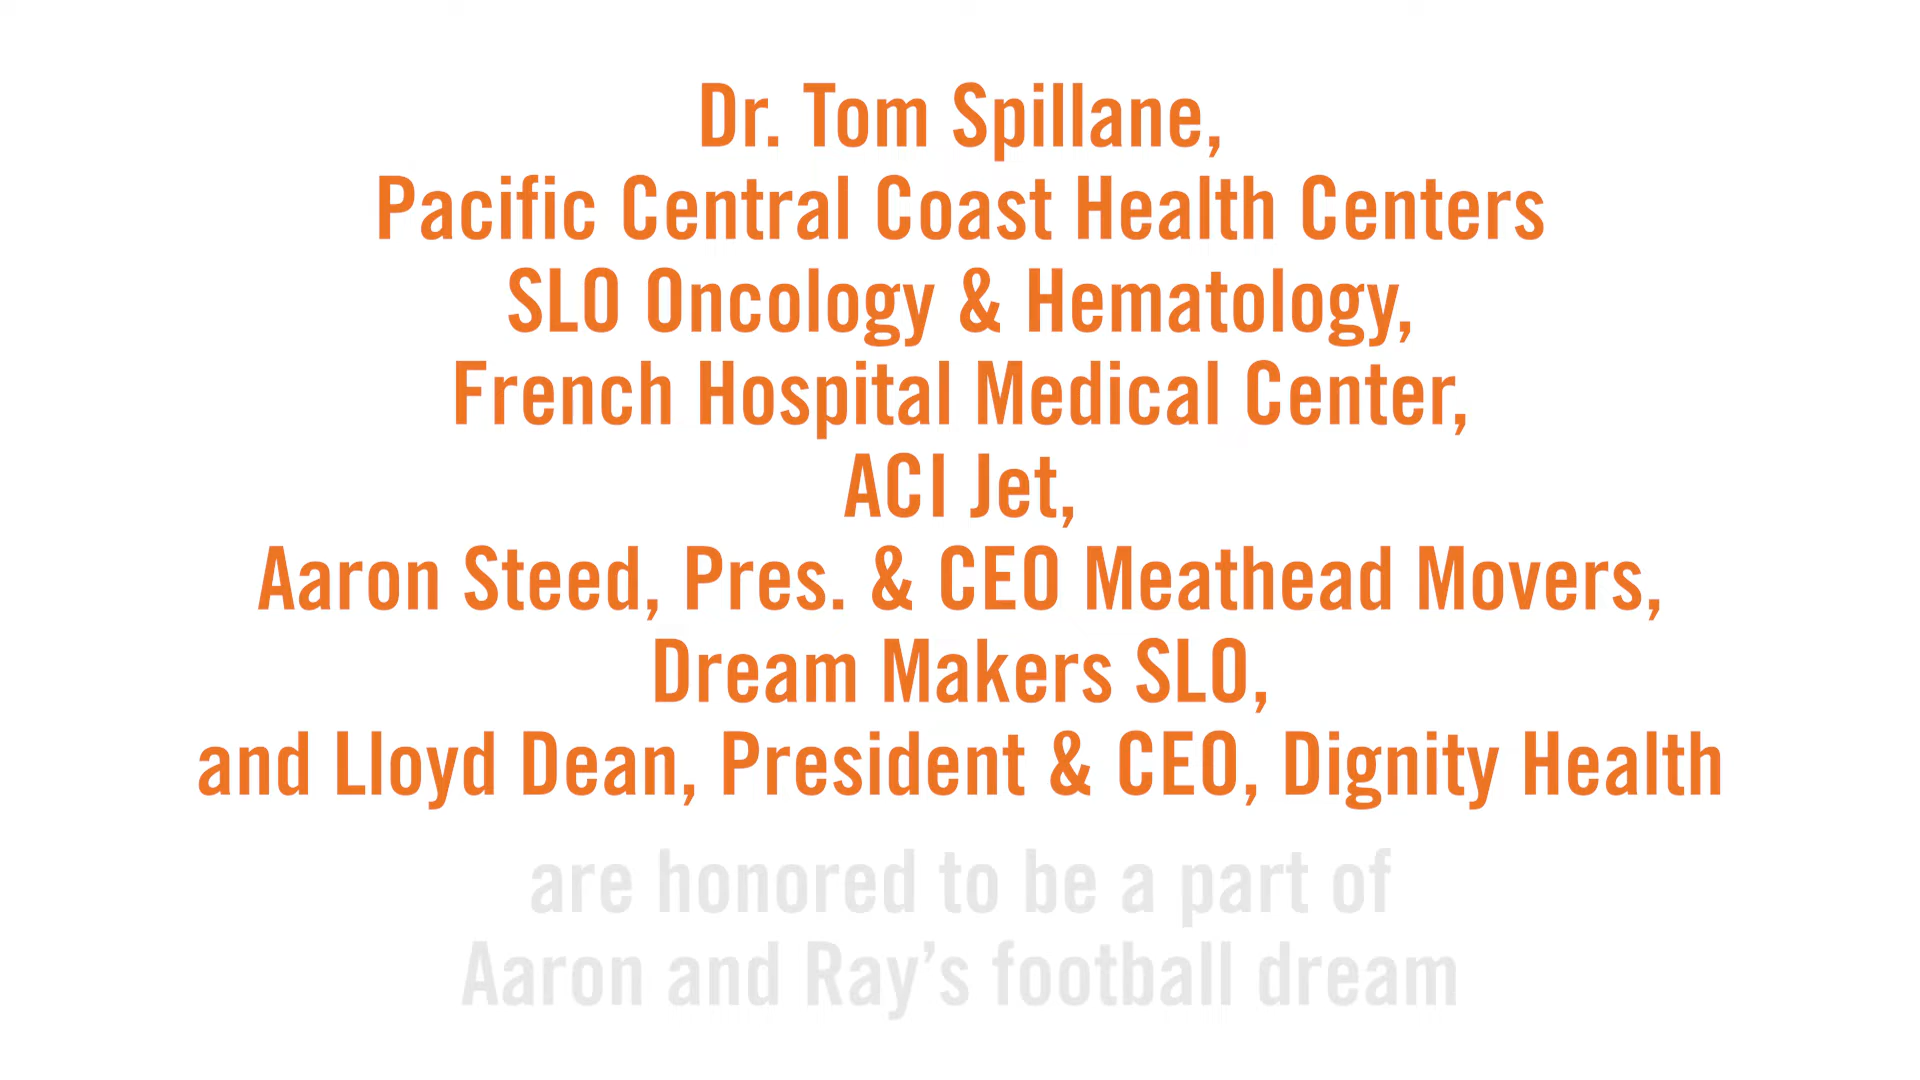 Dr. Tom Spillane,
Pacific Central Coast Health Centers
SLO Oncology & Hematology,
French Hospital Medical Center,
ACI Jet,
Aaron Steed, Pres. & CEO Meathead Movers,
Dream Makers SLO,
and Lloyd Dean, President & CEO, Dignity Health
are honored to be a part of
Aaron and Ray’s football dream